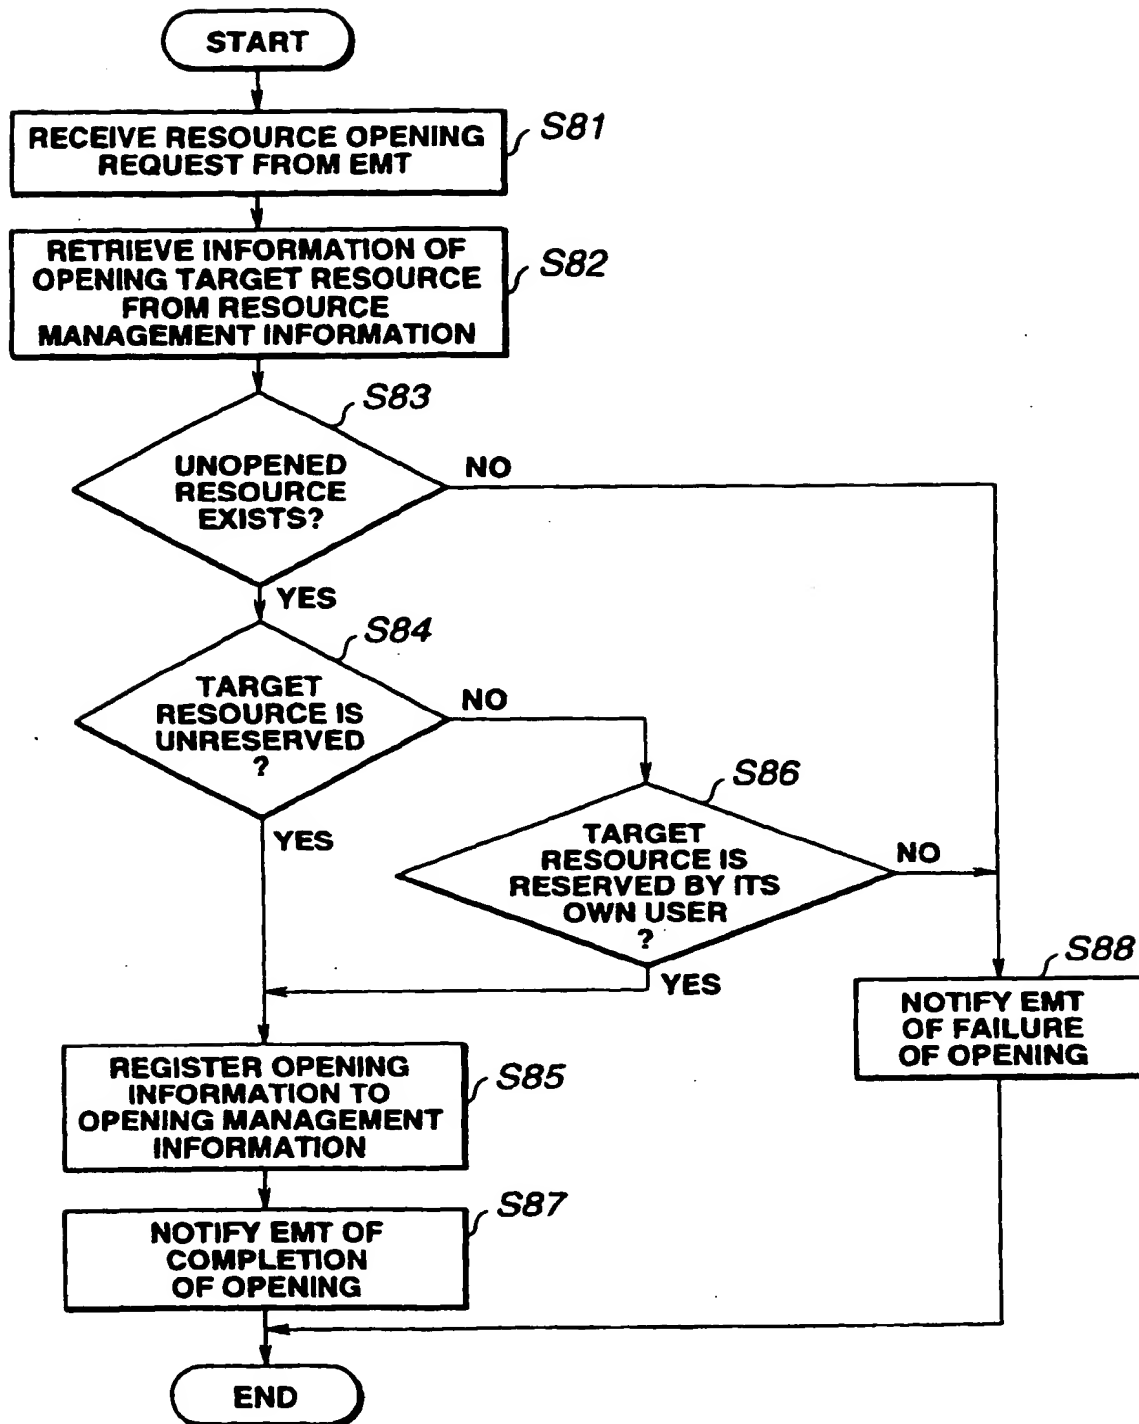 START
RECEIVE RESOURCE OPENING
REQUEST FROM EMT
S81
RETRIEVE INFORMATION OF
OPENING TARGET RESOURCE
FROM RESOURCE
MANAGEMENT INFORMATION
S82
S83
UNOPENED
RESOURCE
EXISTS?
NO
YES
S84
TARGET
RESOURCE IS
UNRESERVED
?
NO
YES
S86
TARGET
RESOURCE IS
RESERVED BY ITS
OWN USER
?
NO
YES
S88
NOTIFY EMT
OF FAILURE
OF OPENING
REGISTER OPENING
INFORMATION TO
OPENING MANAGEMENT
INFORMATION
S85
S87
NOTIFY EMT OF
COMPLETION
OF OPENING
END